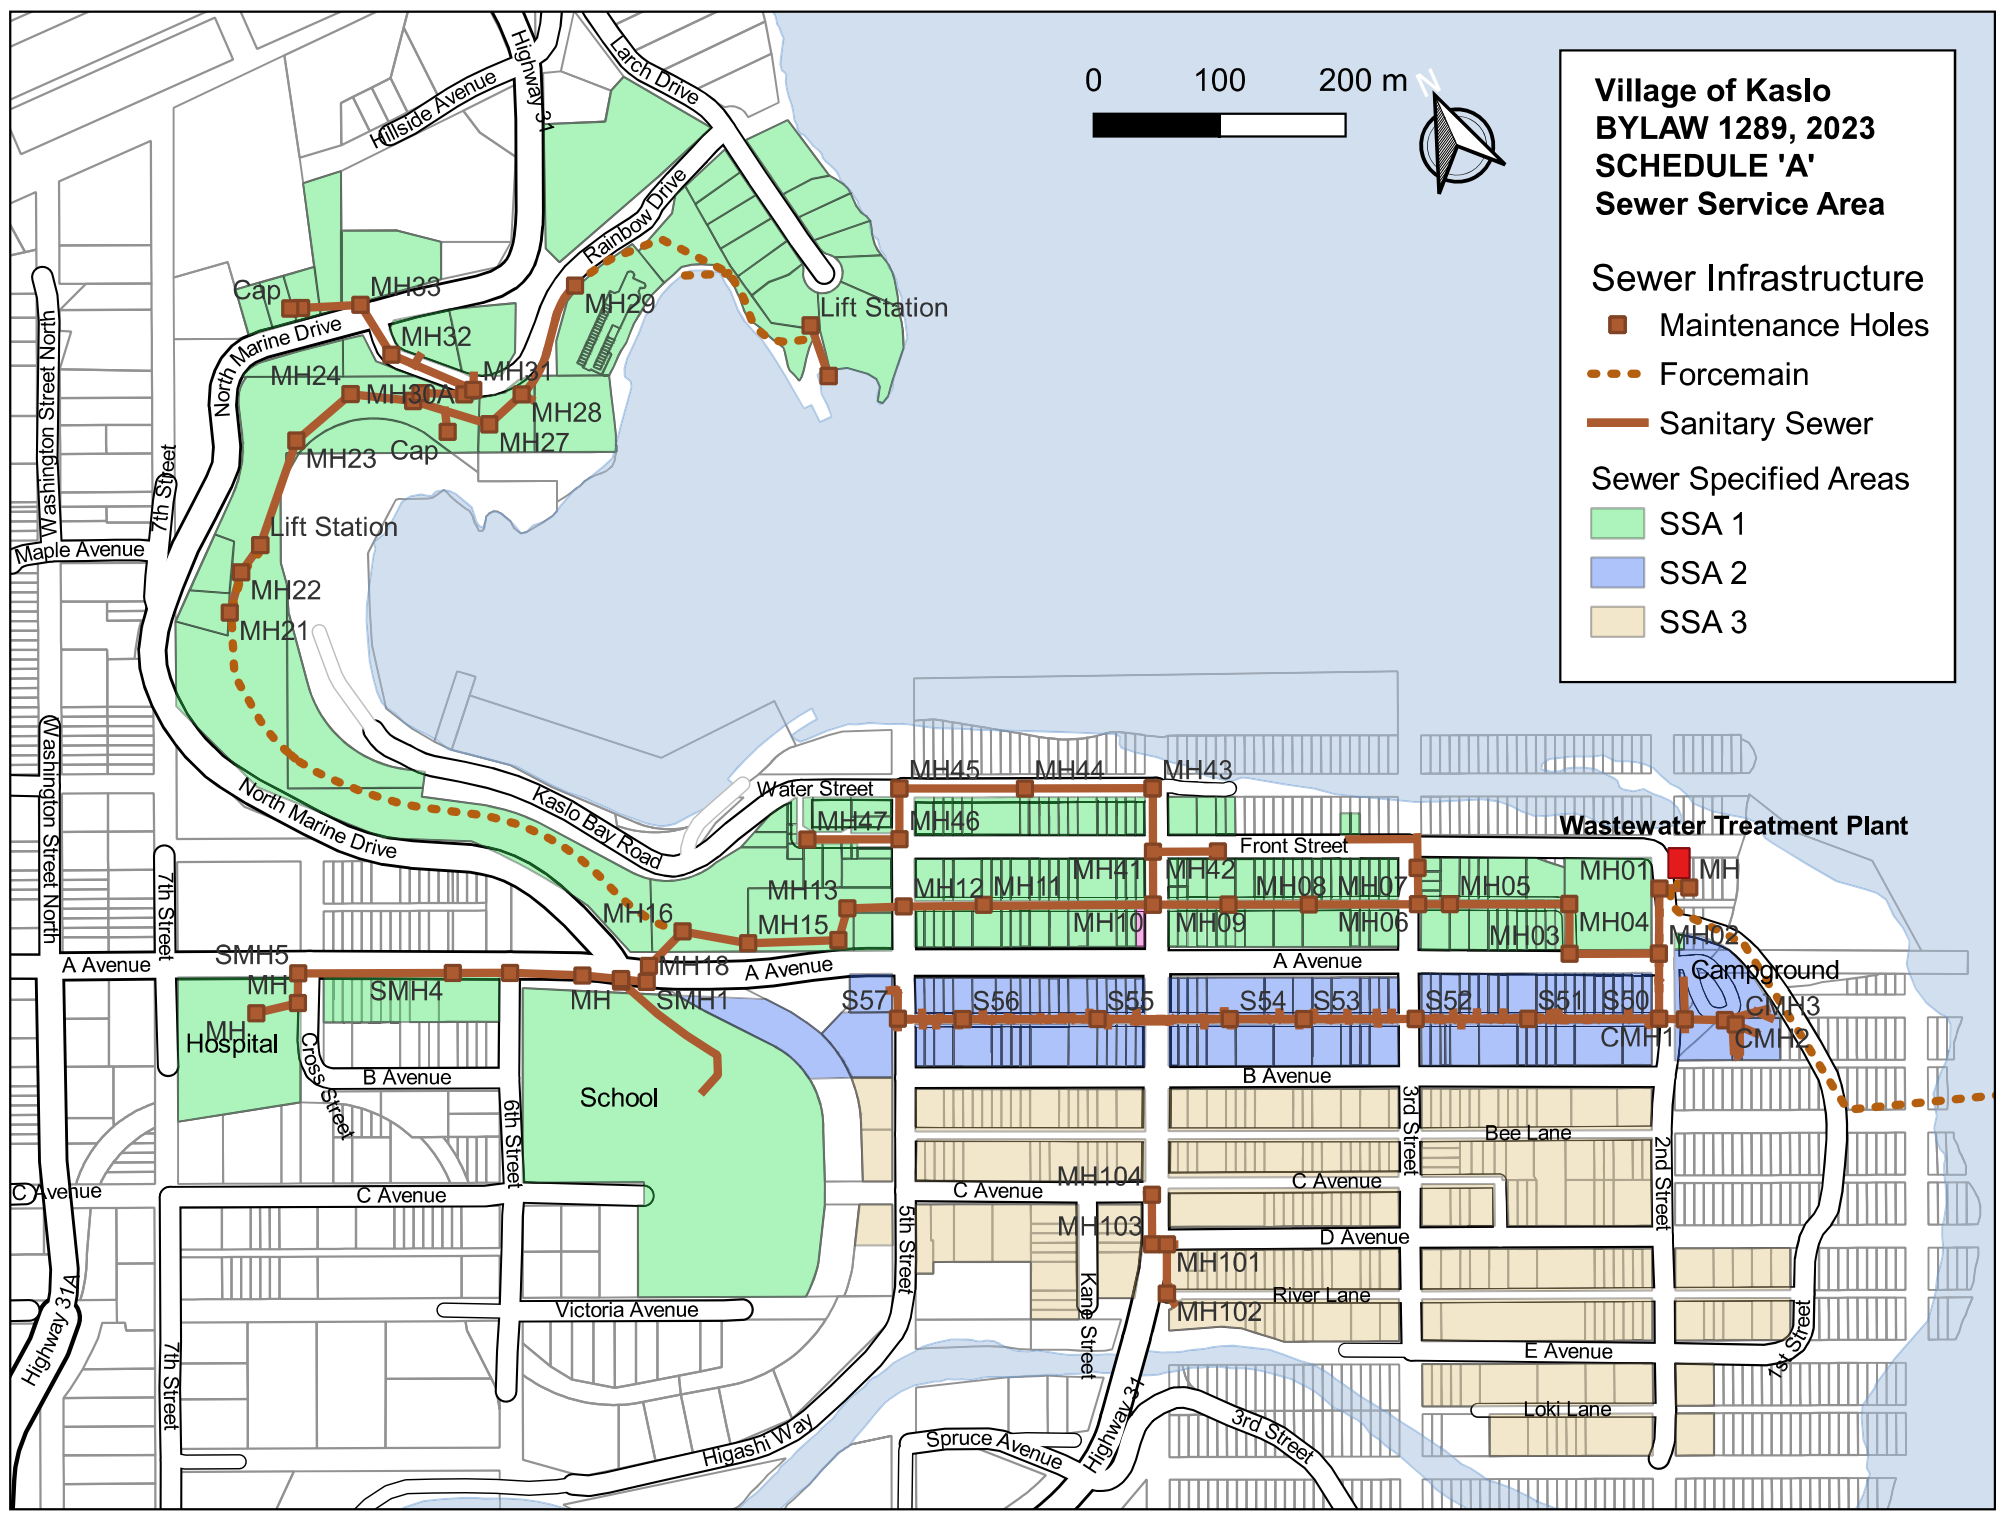 Village of Kaslo
BYLAW 1289, 2023
SCHEDULE 'A'
Sewer Service Area
Sewer Infrastructure
Maintenance Holes
Forcemain
Sanitary Sewer
Sewer Specified Areas
SSA 1
SSA 2
SSA 3
0 100 200 m
N
Highway 31
Larch Drive
Hillside Avenue
Rainbow Drive
Cap
MH33
MH29
Lift Station
North Marine Drive
MH32
MH24
MH30A
MH31
MH28
MH27
MH23
Cap
Washington Street North
7th Street
North Marine Drive
Lift Station
Maple Avenue
MH22
MH21
Washington Street North
North Marine Drive
Kaslo Bay Road
Water Street
MH45
MH44
MH43
MH47
MH46
Wastewater Treatment Plant
Front Street
MH41
MH42
MH01
MH
MH13
MH12
MH11
MH08
MH07
MH05
7th Street
MH16
MH15
MH10
MH09
MH06
MH03
MH04
MH02
A Avenue
SMH5
MH
SMH4
MH
MH18
SMH1
A Avenue
A Avenue
Campground
S57
S56
S55
S54
S53
S52
S51
S50
CMH3
CMH1
CMH2
MH
Hospital
Cross Street
B Avenue
School
B Avenue
6th Street
3rd Street
Bee Lane
2nd Street
C Avenue
C Avenue
C Avenue
C Avenue
MH104
MH103
5th Street
D Avenue
MH101
River Lane
MH102
Kane Street
Highway 31A
Victoria Avenue
7th Street
E Avenue
1st Street
Loki Lane
Higashi Way
Spruce Avenue
Highway 31
3rd Street